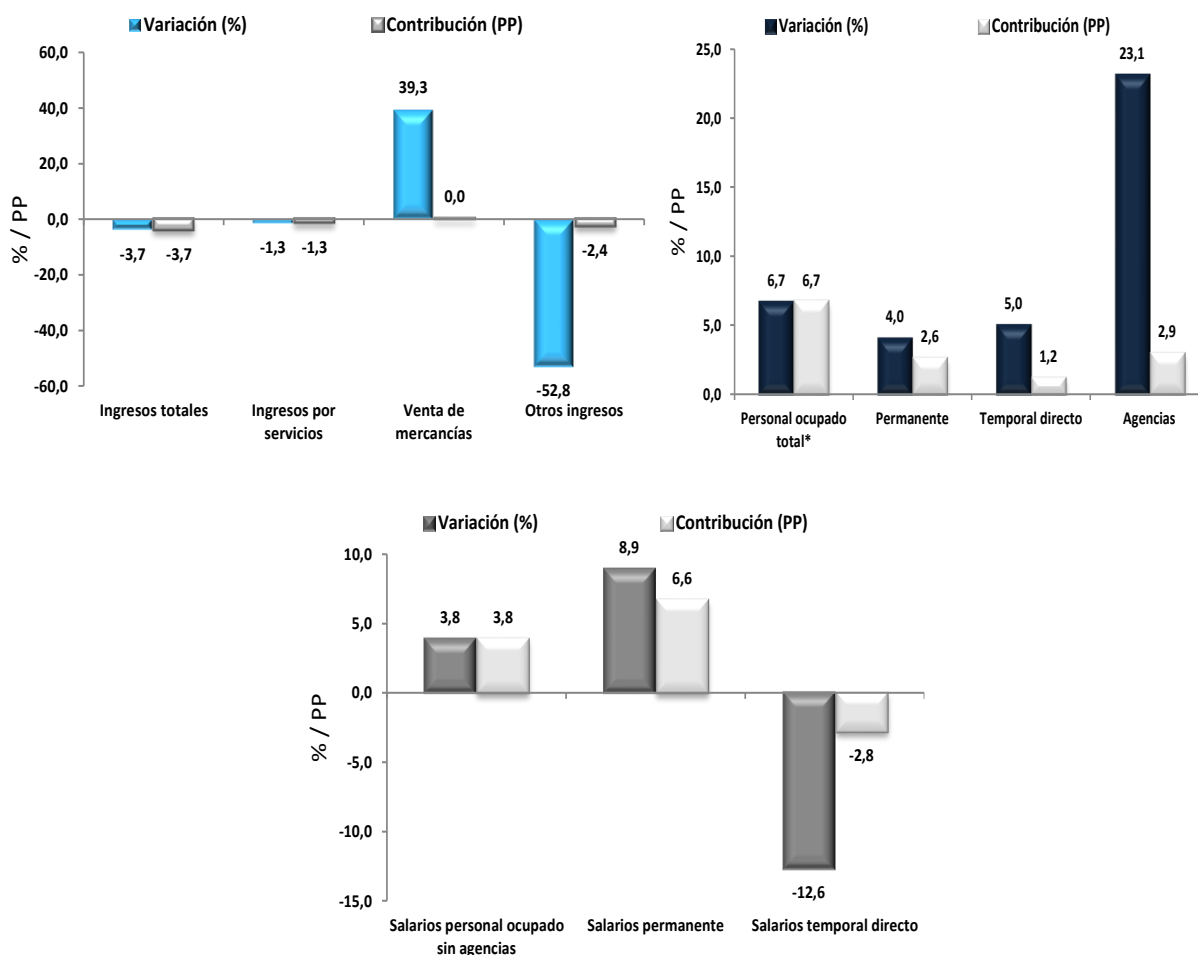 Variación (%)
Contribución (PP)
% / PP
60,0
40,0
20,0
0,0
-20,0
-40,0
-60,0
-3,7
-3,7
-1,3
-1,3
39,3
0,0
-52,8
-2,4
Ingresos totales
Ingresos por
servicios
Venta de
mercancías
Otros ingresos
Variación (%)
Contribución (PP)
% / PP
25,0
20,0
15,0
10,0
5,0
0,0
6,7
6,7
4,0
2,6
5,0
1,2
23,1
2,9
Personal ocupado
total*
Permanente
Temporal directo
Agencias
Variación (%)
Contribución (PP)
% / PP
10,0
5,0
0,0
-5,0
-10,0
-15,0
3,8
3,8
8,9
6,6
-12,6
-2,8
Salarios personal ocupado
sin agencias
Salarios permanente
Salarios temporal directo